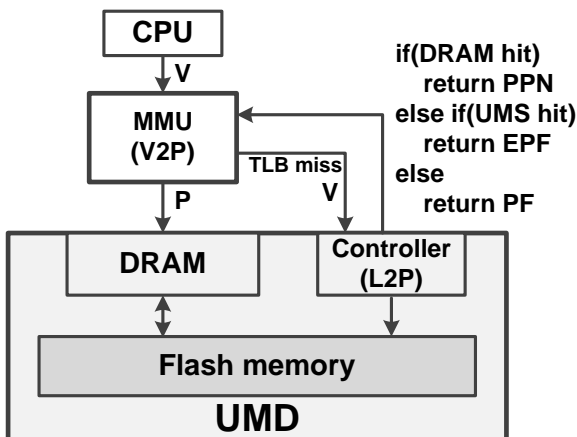 CPU
V
MMU
(V2P)
TLB miss
V
P
if(DRAM hit)
return PPN
else if(UMS hit)
return EPF
else
return PF
DRAM
Controller
(L2P)
Flash memory
UMD